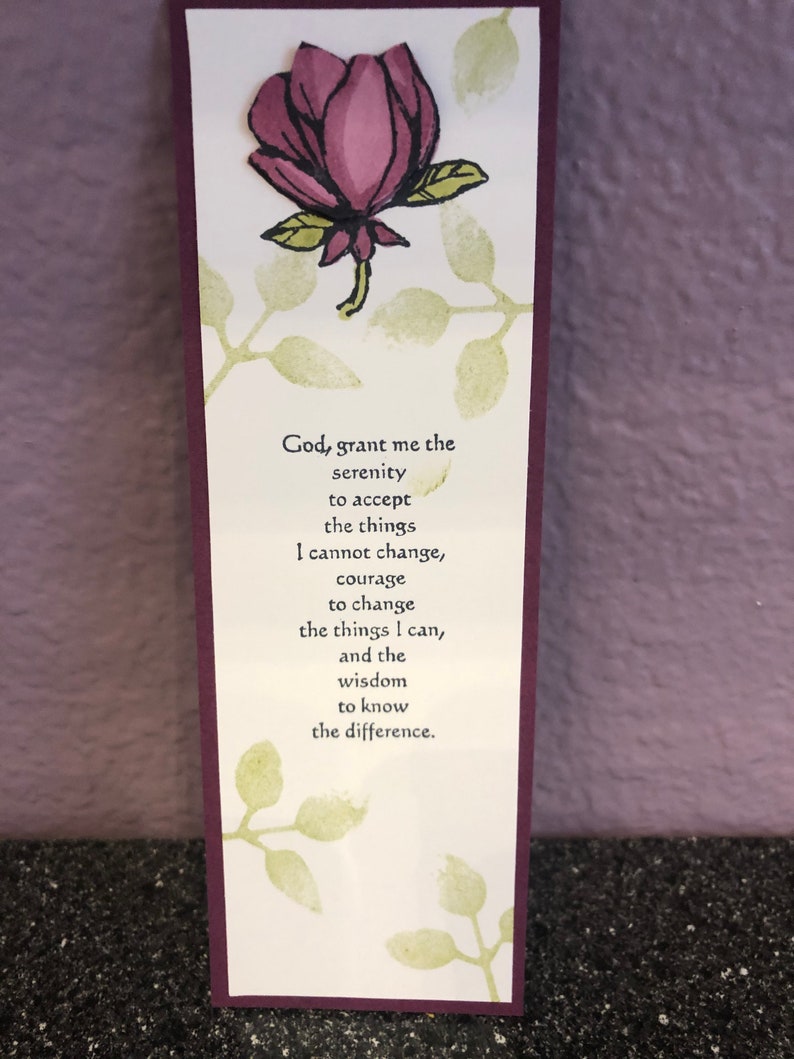 God, grant me the
serenity
to accept
the things
I cannot change,
courage
to change
the things I can,
and the
wisdom
to know
the difference.